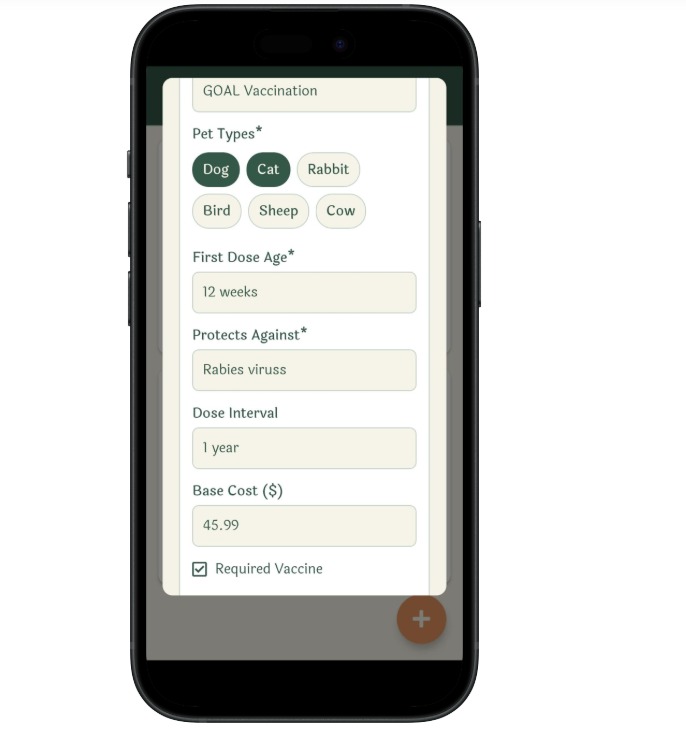 GOAL Vaccination
Pet Types*
Dog Cat Rabbit
Bird Sheep Cow
First Dose Age*
12 weeks
Protects Against*
Rabies viruss
Dose Interval
1 year
Base Cost ($)
45.99
Required Vaccine
+